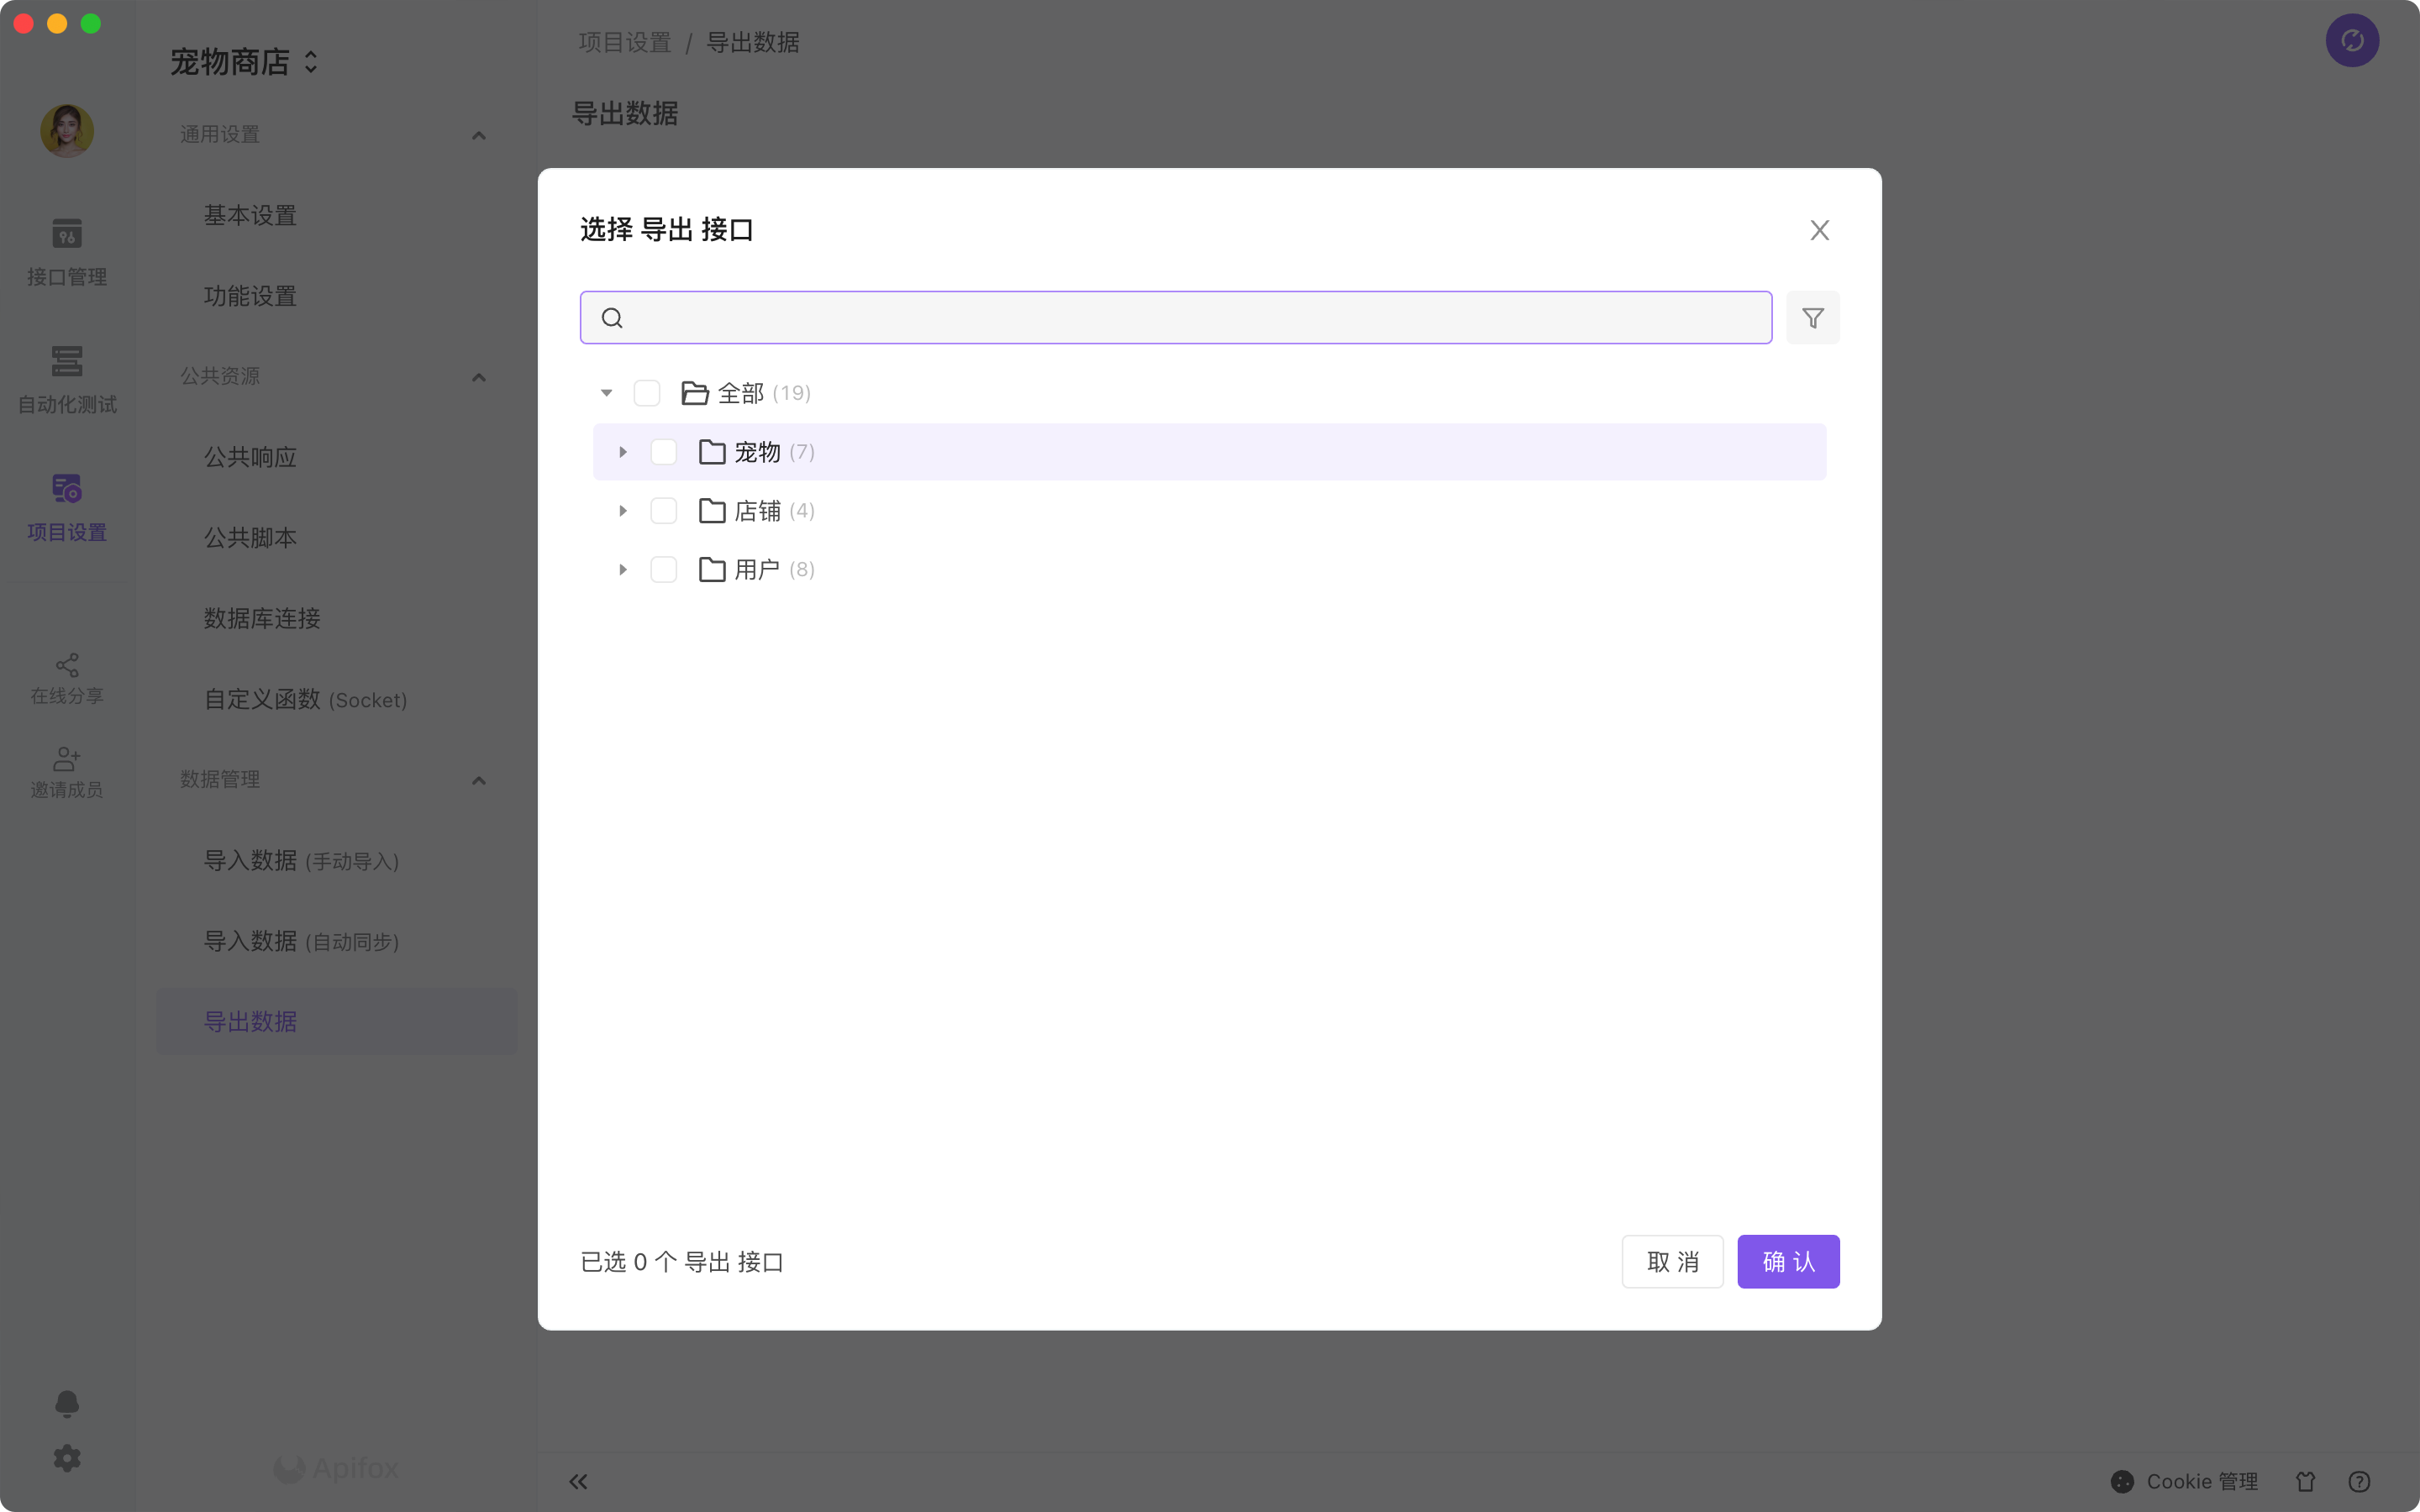 宠物商店
项目设置 / 导出数据
导出数据
通用设置
基本设置
功能设置
公共资源
公共响应
公共脚本
数据库连接
自定义函数 (Socket)
数据管理
导入数据 (手动导入)
导入数据 (自动同步)
导出数据
Apifox
接口管理
自动化测试
项目设置
在线分享
邀请成员
选择 导出 接口
全部 (19)
宠物 (7)
店铺 (4)
用户 (8)
已选 0 个 导出 接口
取 消
确 认
Cookie 管理